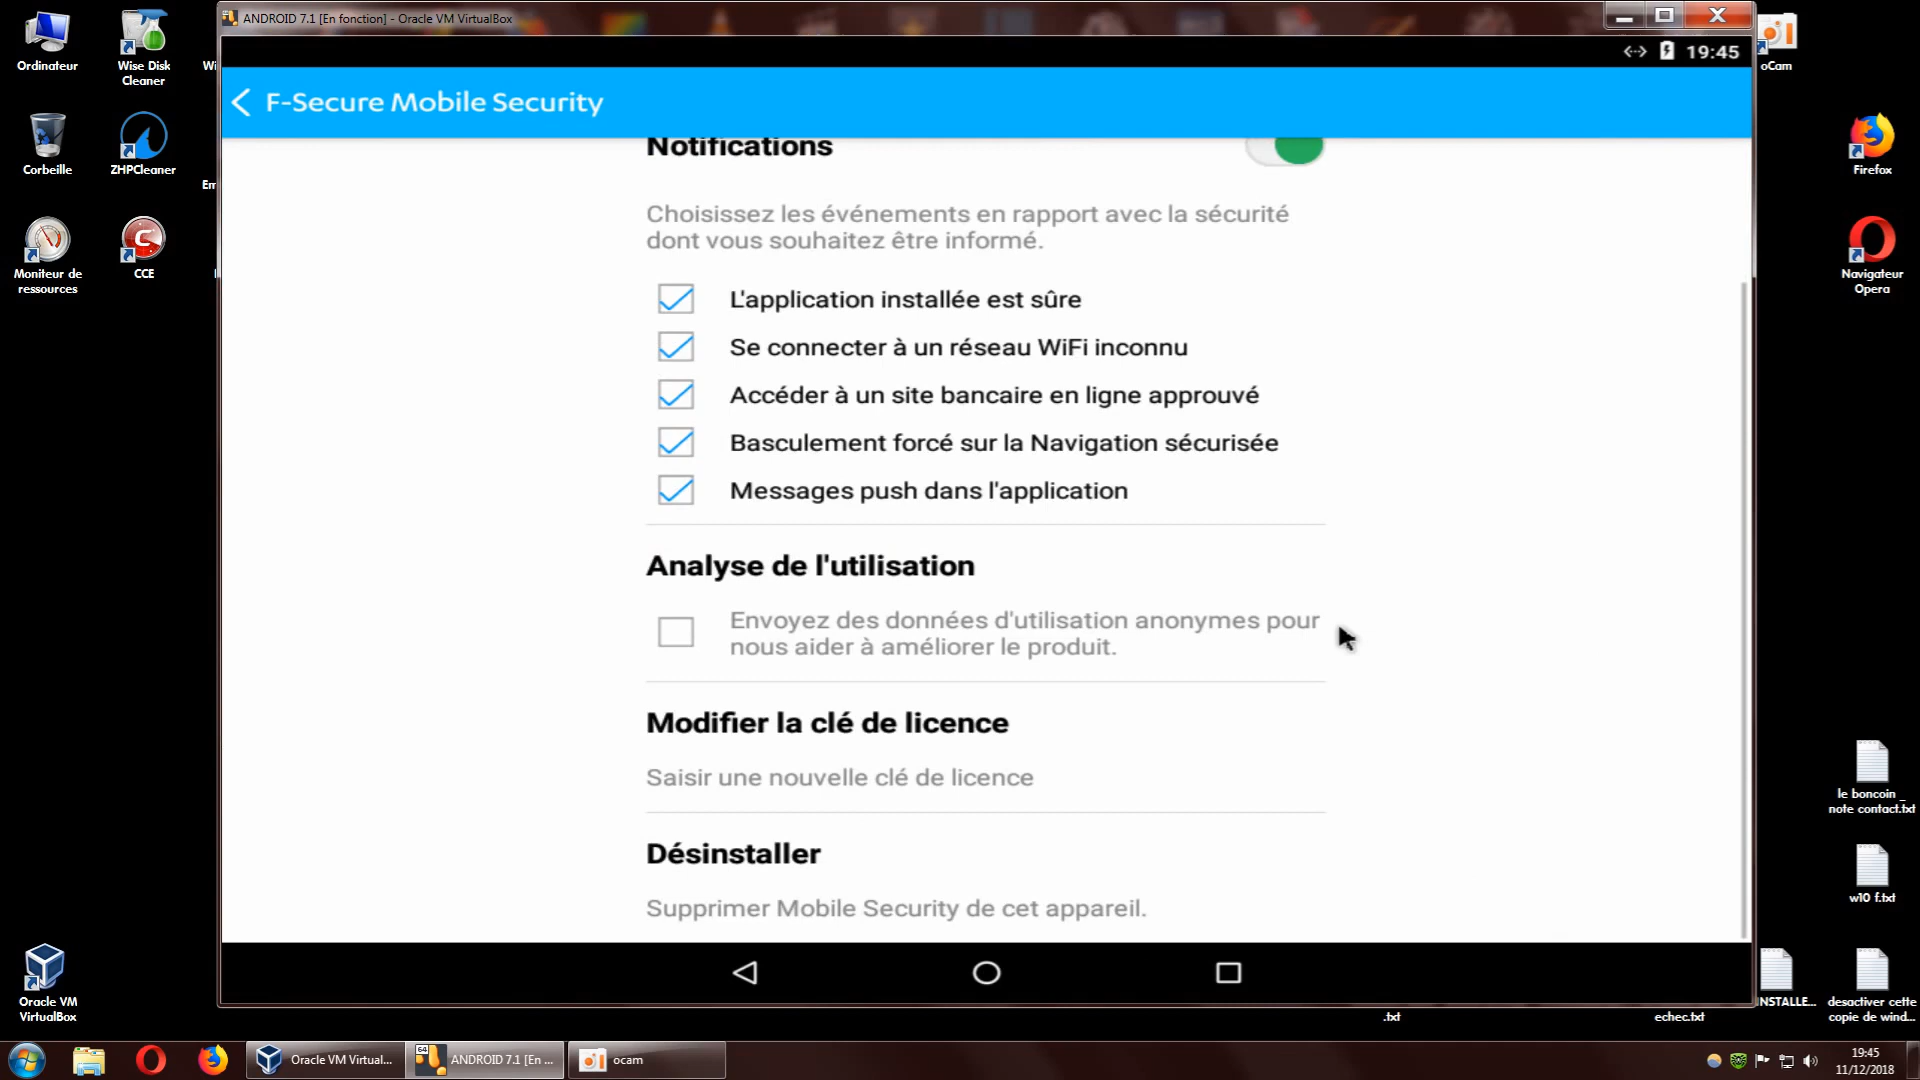 ANDROID 7.1 [En fonction] - Oracle VM VirtualBox
19:45
F-Secure Mobile Security
Notifications
Choisissez les événements en rapport avec la sécurité
dont vous souhaitez être informé.
L'application installée est sûre
Se connecter à un réseau WiFi inconnu
Accéder à un site bancaire en ligne approuvé
Basculement forcé sur la Navigation sécurisée
Messages push dans l'application
Analyse de l'utilisation
Envoyez des données d'utilisation anonymes pour
nous aider à améliorer le produit.
Modifier la clé de licence
Saisir une nouvelle clé de licence
Désinstaller
Supprimer Mobile Security de cet appareil.
Ordinateur
Wise Disk
Cleaner
Wi
Corbeille
ZHPCleaner
Em
Moniteur de
ressources
CCE
Oracle VM
VirtualBox
oCam
Firefox
Navigateur
Opera
le boncoin _
note contact.txt
w10 f.txt
NSTALLE...
desactiver cette
copie de wind...
.txt
echec.txt
Oracle VM Virtual...
64
ANDROID 7.1 [En ...
ocam
19:45
11/12/2018